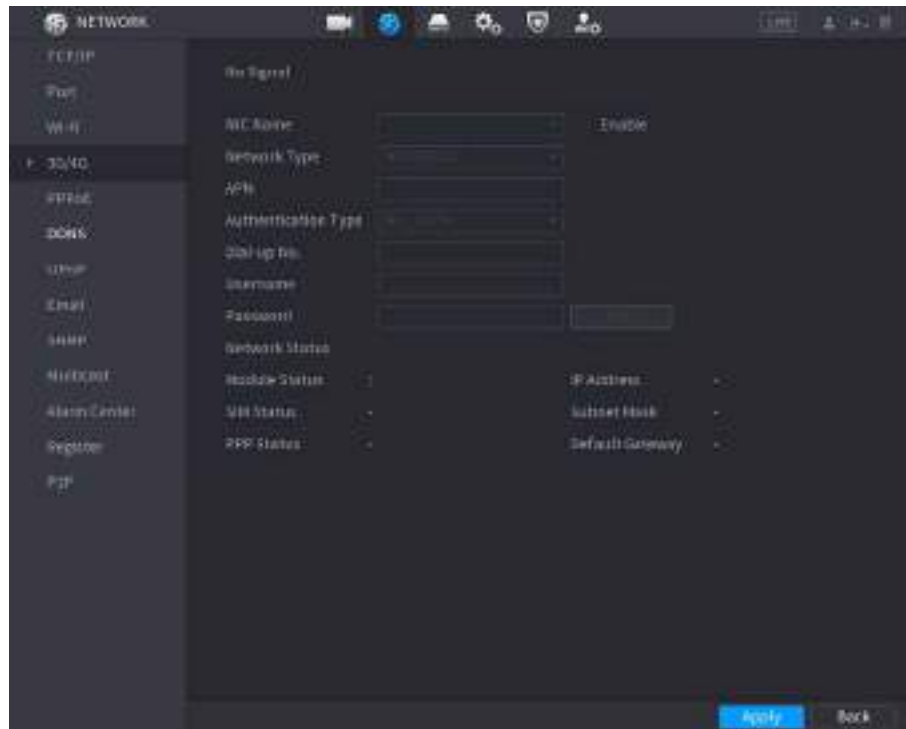 NETWORK
LIVE
TCP/IP
Port
Wi-Fi
3G/4G
PPPoE
DDNS
UPnP
Email
SNMP
Multicast
Alarm Center
Register
P2P
No Signal
NIC Name
Enable
Network Type
APN
Authentication Type
Dial-up No.
Username
Password
Network Status
Module Status :
IP Address -
SIM Status -
Subnet Mask -
PPP Status -
Default Gateway -
Apply
Back